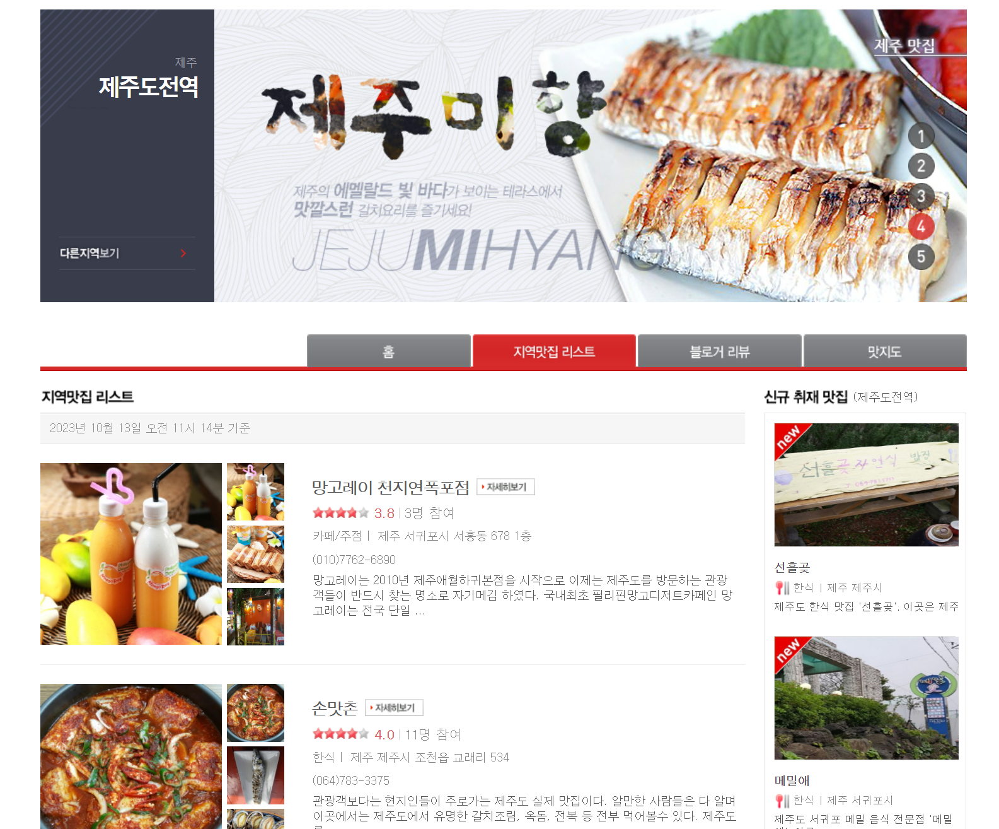 제주
제주도전역
다른지역보기
제주 맛집
제주미향
제주의 에멜랄드 빛 바다가 보이는 테라스에서
맛깔스런 갈치요리를 즐기세요!
JEJUMIHYANG
1
2
3
4
5
홈
지역맛집 리스트
블로거 리뷰
맛지도
지역맛집 리스트
2023년 10월 13일 오전 11시 14분 기준
망고레이 천지연폭포점 자세히보기
3.8 | 3명 참여
카페/주점 | 제주 서귀포시 서홍동 678 1층
(010)7762-6890
망고레이는 2010년 제주애월하귀본점을 시작으로 이제는 제주도를 방문하는 관광
객들이 반드시 찾는 명소로 자기메김 하였다. 국내최초 필리핀망고디저트카페인 망
고레이는 전국 단일 ...
손맛촌 자세히보기
4.0 | 11명 참여
한식 | 제주 제주시 조천읍 교래리 534
(064)783-3375
관광객보다는 현지인들이 주로가는 제주도 실제 맛집이다. 알만한 사람들은 다 알며
이곳에서는 제주도에서 유명한 갈치조림, 옥돔, 전복 등 전부 먹어볼수 있다. 제주도
신규 취재 맛집 (제주도전역)
new
선흘곶자연식 밥집
선흘곶
한식 | 제주 제주시
제주도 한식 맛집 '선흘곶'. 이곳은 제주
new
메밀애
한식 | 제주 서귀포시
제주도 서귀포 메밀 음식 전문점 '메밀